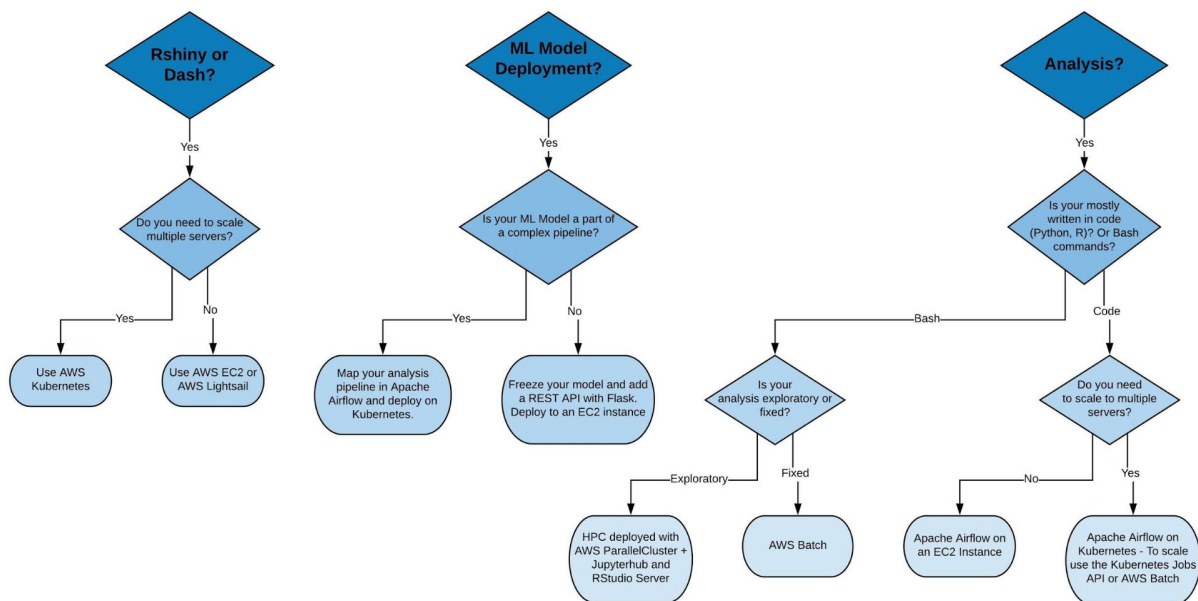 Rshiny or
Dash?
Yes
Do you need to scale
multiple servers?
Yes
No
Use AWS
Kubernetes
Use AWS EC2 or
AWS Lightsail
ML Model
Deployment?
Yes
Is your ML Model a part of
a complex pipeline?
Yes
No
Map your analysis
pipeline in Apache
Airflow and deploy on
Kubernetes.
Freeze your model and add
a REST API with Flask.
Deploy to an EC2 instance
Analysis?
Yes
Is your mostly
written in code
(Python, R)? Or Bash
commands?
Bash
Code
Is your
analysis exploratory or
fixed?
Exploratory
Fixed
HPC deployed with
AWS ParallelCluster +
Jupyterhub and
RStudio Server
AWS Batch
Do you need
to scale to multiple
servers?
No
Yes
Apache Airflow on
an EC2 Instance
Apache Airflow on
Kubernetes - To scale
use the Kubernetes Jobs
API or AWS Batch